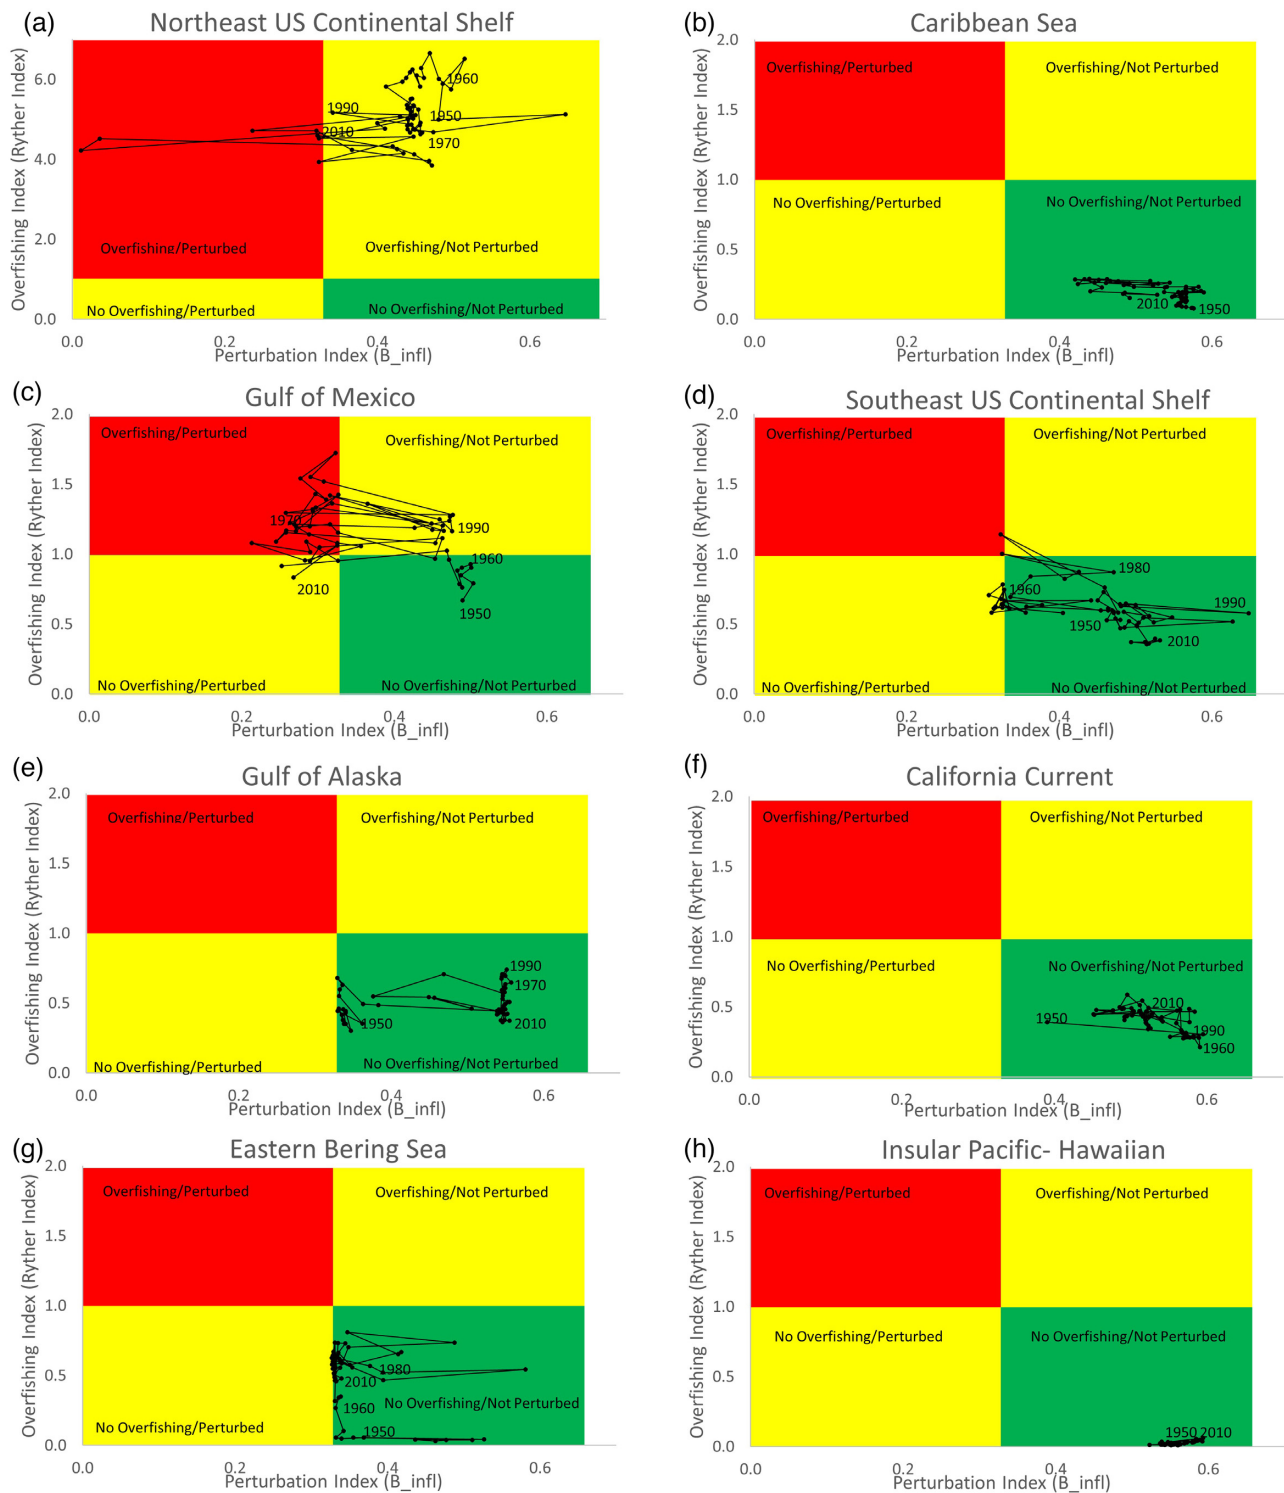 (a) Northeast US Continental Shelf
Overfishing Index (Ryther Index)
6.0
4.0
2.0
0.0
1960
1990
1950
2010
1970
Overfishing/Perturbed
Overfishing/Not Perturbed
No Overfishing/Perturbed
No Overfishing/Not Perturbed
0.0 0.2 0.4 0.6
Perturbation Index (B_infl)
(b) Caribbean Sea
Overfishing Index (Ryther Index)
2.0
1.5
1.0
0.5
0.0
Overfishing/Perturbed
Overfishing/Not Perturbed
No Overfishing/Perturbed
No Overfishing/Not Perturbed
2010
1950
0.0 0.2 0.4 0.6
Perturbation Index (B_infl)
(c) Gulf of Mexico
Overfishing Index (Ryther Index)
2.0
1.5
1.0
0.5
0.0
Overfishing/Perturbed
Overfishing/Not Perturbed
1970
1990
1960
2010
1950
No Overfishing/Perturbed
No Overfishing/Not Perturbed
0.0 0.2 0.4 0.6
Perturbation Index (B_infl)
(d) Southeast US Continental Shelf
Overfishing Index (Ryther Index)
2.0
1.5
1.0
0.5
0.0
Overfishing/Perturbed
Overfishing/Not Perturbed
1980
1960
1990
1950
2010
No Overfishing/Perturbed
No Overfishing/Not Perturbed
0.0 0.2 0.4 0.6
Perturbation Index (B_infl)
(e) Gulf of Alaska
Overfishing Index (Ryther Index)
2.0
1.5
1.0
0.5
0.0
Overfishing/Perturbed
Overfishing/Not Perturbed
1990
1970
1950
2010
No Overfishing/Perturbed
No Overfishing/Not Perturbed
0.0 0.2 0.4 0.6
Perturbation Index (B_infl)
(f) California Current
Overfishing Index (Ryther Index)
2.0
1.5
1.0
0.5
0.0
Overfishing/Perturbed
Overfishing/Not Perturbed
No Overfishing/Perturbed
No Overfishing/Not Perturbed
2010
1950
1990
1960
0.0 0.2 0.4 0.6
Perturbation Index (B_infl)
(g) Eastern Bering Sea
Overfishing Index (Ryther Index)
2.0
1.5
1.0
0.5
0.0
Overfishing/Perturbed
Overfishing/Not Perturbed
1980
2010
No Overfishing/Not Perturbed
1960
No Overfishing/Perturbed
1950
0.0 0.2 0.4 0.6
Perturbation Index (B_infl)
(h) Insular Pacific- Hawaiian
Overfishing Index (Ryther Index)
2.0
1.5
1.0
0.5
0.0
Overfishing/Perturbed
Overfishing/Not Perturbed
No Overfishing/Perturbed
No Overfishing/Not Perturbed
1950 2010
0.0 0.2 0.4 0.6
Perturbation Index (B_infl)